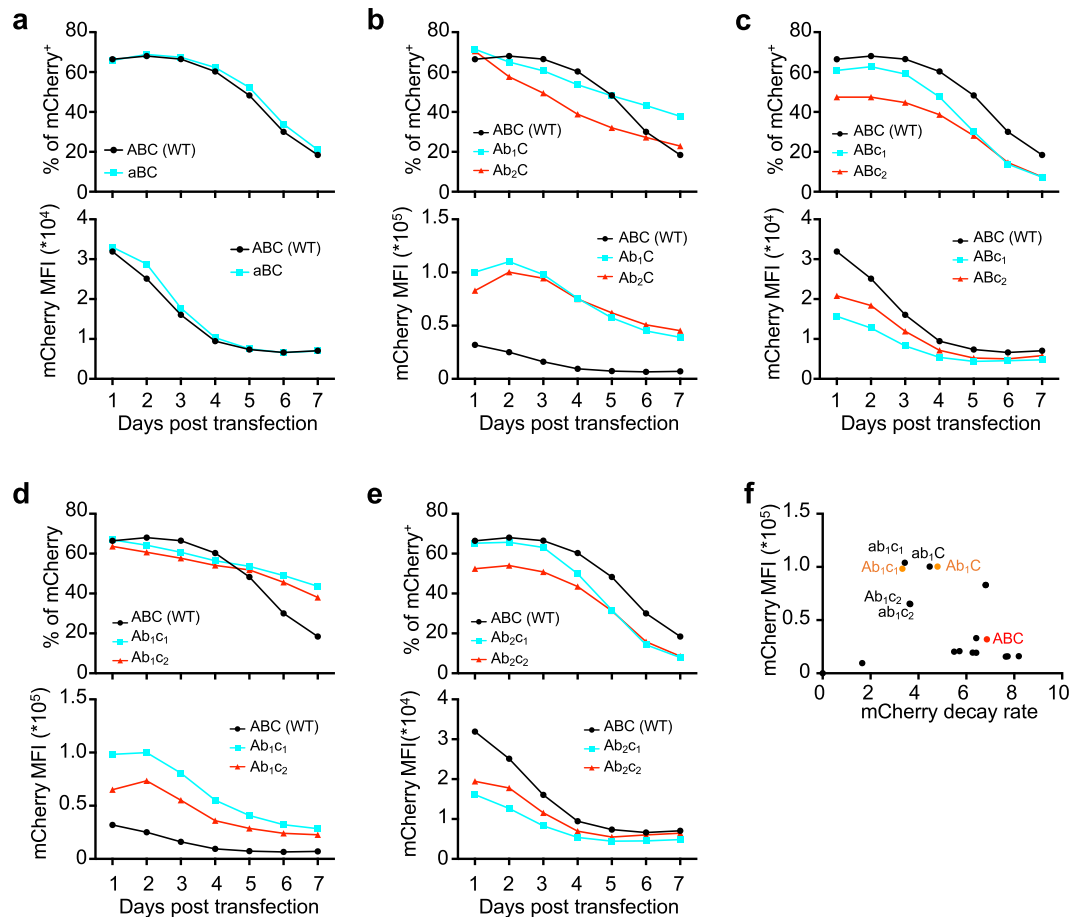 a
% of mCherry⁺
80
60
40
20
0
ABC (WT)
aBC
mCherry MFI (*10⁴)
4
3
2
1
0
ABC (WT)
aBC
1 2 3 4 5 6 7
Days post transfection
b
% of mCherry⁺
80
60
40
20
0
ABC (WT)
Ab₁C
Ab₂C
mCherry MFI (*10⁵)
1.5
1.0
0.5
0
ABC (WT)
Ab₁C
Ab₂C
1 2 3 4 5 6 7
Days post transfection
c
% of mCherry⁺
80
60
40
20
0
ABC (WT)
ABc₁
ABc₂
mCherry MFI (*10⁴)
4
3
2
1
0
ABC (WT)
ABc₁
ABc₂
1 2 3 4 5 6 7
Days post transfection
d
% of mCherry
80
60
40
20
0
ABC (WT)
Ab₁c₁
Ab₁c₂
mCherry MFI (*10⁵)
1.5
1.0
0.5
0
ABC (WT)
Ab₁c₁
Ab₁c₂
1 2 3 4 5 6 7
Days post transfection
e
% of mCherry⁺
80
60
40
20
0
ABC (WT)
Ab₂c₁
Ab₂c₂
mCherry MFI(*10⁴)
4
3
2
1
0
ABC (WT)
Ab₂c₁
Ab₂c₂
1 2 3 4 5 6 7
Days post transfection
f
mCherry MFI (*10⁵)
1.5
1.0
0.5
0
ab₁c₁
ab₁C
Ab₁c₁
Ab₁C
Ab₁c₂
ab₁c₂
ABC
0 2 4 6 8 10
mCherry decay rate